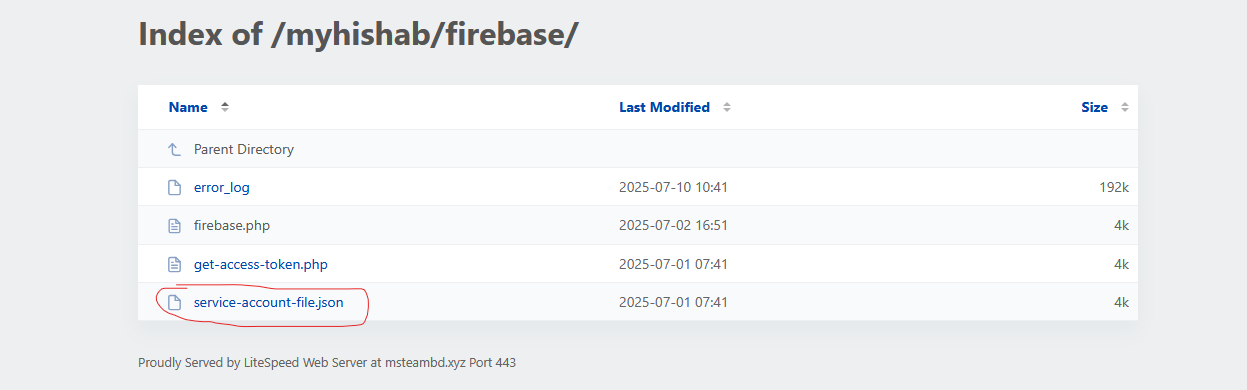 Index of /myhishab/firebase/
Name Last Modified Size
Parent Directory
error_log 2025-07-10 10:41 192k
firebase.php 2025-07-02 16:51 4k
get-access-token.php 2025-07-01 07:41 4k
service-account-file.json 2025-07-01 07:41 4k
Proudly Served by LiteSpeed Web Server at msteambd.xyz Port 443